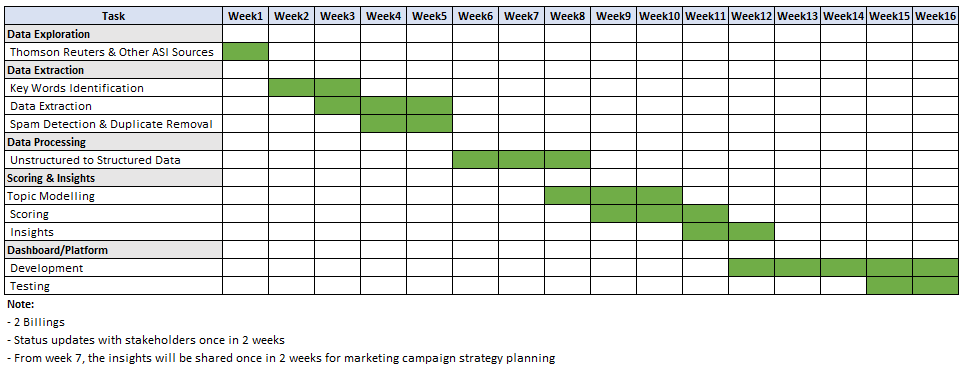 Task Week1 Week2 Week3 Week4 Week5 Week6 Week7 Week8 Week9 Week10 Week11 Week12 Week13 Week14 Week15 Week16
Data Exploration
Thomson Reuters & Other ASI Sources
Data Extraction
Key Words Identification
Data Extraction
Spam Detection & Duplicate Removal
Data Processing
Unstructured to Structured Data
Scoring & Insights
Topic Modelling
Scoring
Insights
Dashboard/Platform
Development
Testing
Note:
- 2 Billings
- Status updates with stakeholders once in 2 weeks
- From week 7, the insights will be shared once in 2 weeks for marketing campaign strategy planning